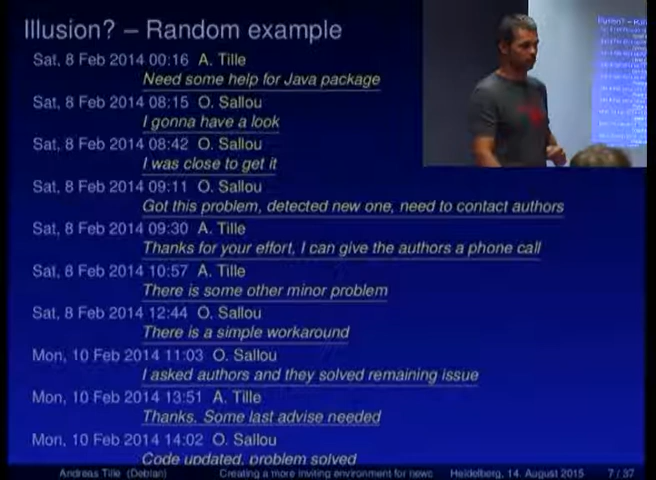 Illusion? – Random example
Sat, 8 Feb 2014 00:16 A. Tille
Need some help for Java package
Sat, 8 Feb 2014 08:15 O. Sallou
I gonna have a look
Sat, 8 Feb 2014 08:42 O. Sallou
I was close to get it
Sat, 8 Feb 2014 09:11 O. Sallou
Got this problem, detected new one, need to contact authors
Sat, 8 Feb 2014 09:30 A. Tille
Thanks for your effort, I can give the authors a phone call
Sat, 8 Feb 2014 10:57 A. Tille
There is some other minor problem
Sat, 8 Feb 2014 12:44 O. Sallou
There is a simple workaround
Mon, 10 Feb 2014 11:03 O. Sallou
I asked authors and they solved remaining issue
Mon, 10 Feb 2014 13:51 A. Tille
Thanks. Some last advise needed
Mon, 10 Feb 2014 14:02 O. Sallou
Code updated, problem solved
Andreas Tille (Debian) Creating a more inviting environment for newc Heidelberg, 14. August 2015 7 / 37